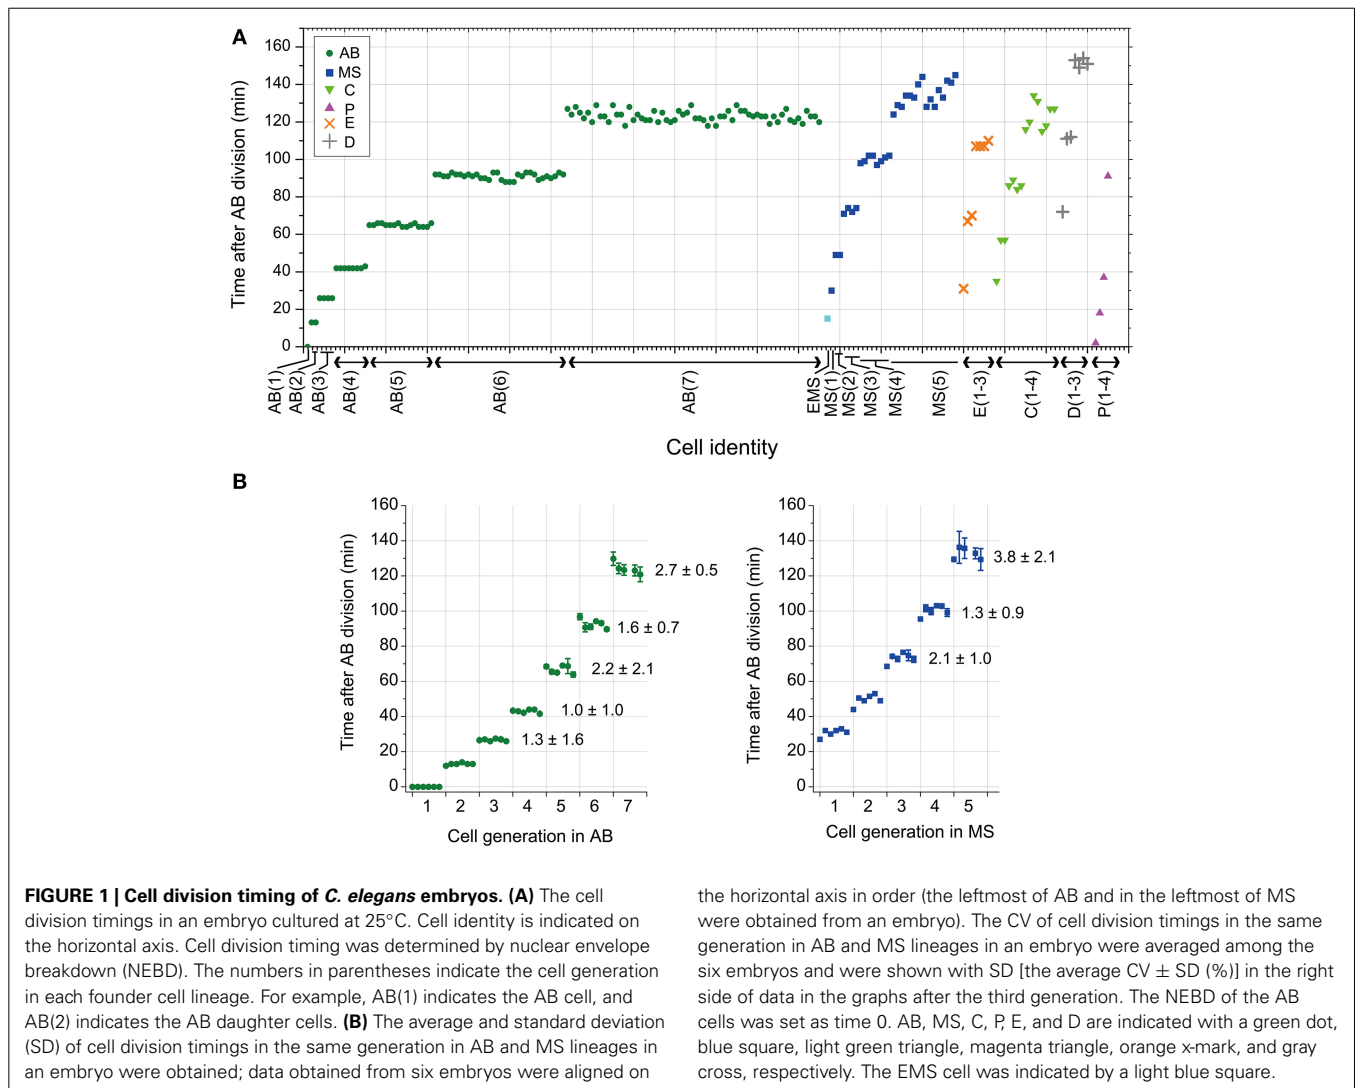 A
160
140
120
100
80
60
40
20
0
Time after AB division (min)
AB
MS
C
P
E
D
AB(1)
AB(2)
AB(3)
AB(4)
AB(5)
AB(6)
AB(7)
EMS
MS(1)
MS(2)
MS(3)
MS(4)
MS(5)
E(1-3)
C(1-4)
D(1-3)
P(1-4)
Cell identity
B
160
140
120
100
80
60
40
20
0
Time after AB division (min)
2.7 ± 0.5
1.6 ± 0.7
2.2 ± 2.1
1.0 ± 1.0
1.3 ± 1.6
1 2 3 4 5 6 7
Cell generation in AB
160
140
120
100
80
60
40
20
0
Time after AB division (min)
3.8 ± 2.1
1.3 ± 0.9
2.1 ± 1.0
1 2 3 4 5
Cell generation in MS
FIGURE 1 | Cell division timing of C. elegans embryos. (A) The cell
division timings in an embryo cultured at 25°C. Cell identity is indicated on
the horizontal axis. Cell division timing was determined by nuclear envelope
breakdown (NEBD). The numbers in parentheses indicate the cell generation
in each founder cell lineage. For example, AB(1) indicates the AB cell, and
AB(2) indicates the AB daughter cells. (B) The average and standard deviation
(SD) of cell division timings in the same generation in AB and MS lineages in
an embryo were obtained; data obtained from six embryos were aligned on
the horizontal axis in order (the leftmost of AB and in the leftmost of MS
were obtained from an embryo). The CV of cell division timings in the same
generation in AB and MS lineages in an embryo were averaged among the
six embryos and were shown with SD [the average CV ± SD (%)] in the right
side of data in the graphs after the third generation. The NEBD of the AB
cells was set as time 0. AB, MS, C, P, E, and D are indicated with a green dot,
blue square, light green triangle, magenta triangle, orange x-mark, and gray
cross, respectively. The EMS cell was indicated by a light blue square.